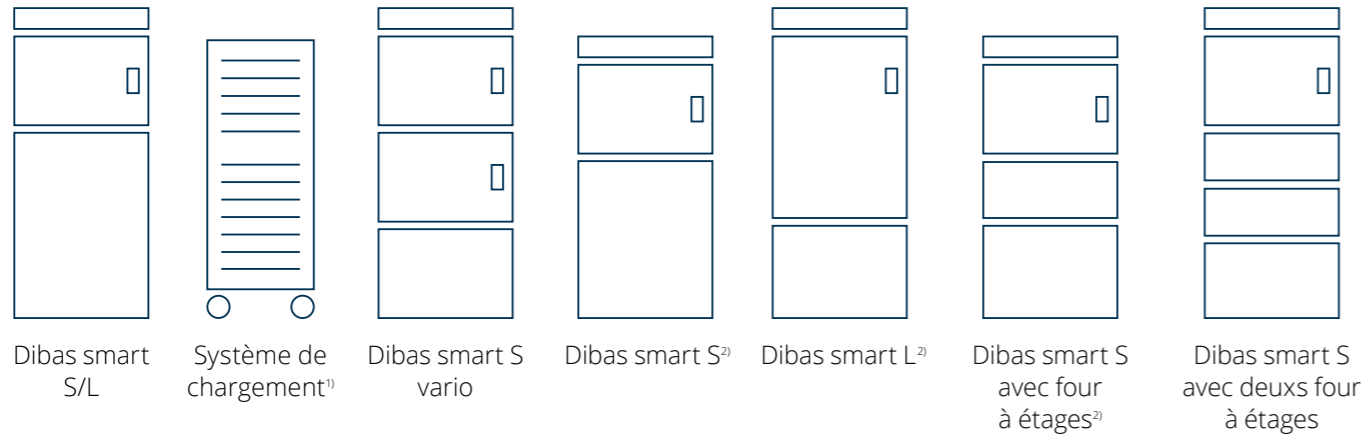 Dibas smart
S/L
Système de
chargement¹⁾
Dibas smart S
vario
Dibas smart S²⁾
Dibas smart L²⁾
Dibas smart S
avec four
à étages²⁾
Dibas smart S
avec deuxs four
à étages